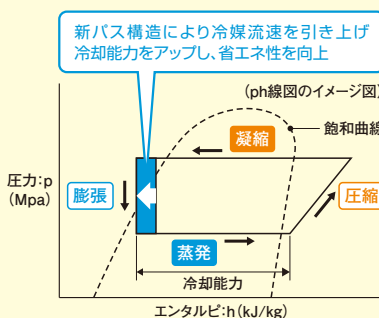 新パス構造により冷媒流速を引き上げ
冷却能力をアップし、省エネ性を向上
(ph線図のイメージ図)
飽和曲線
凝縮
圧力:p
(Mpa)
膨張
圧縮
蒸発
冷却能力
エンタルピ:h(kJ/kg)